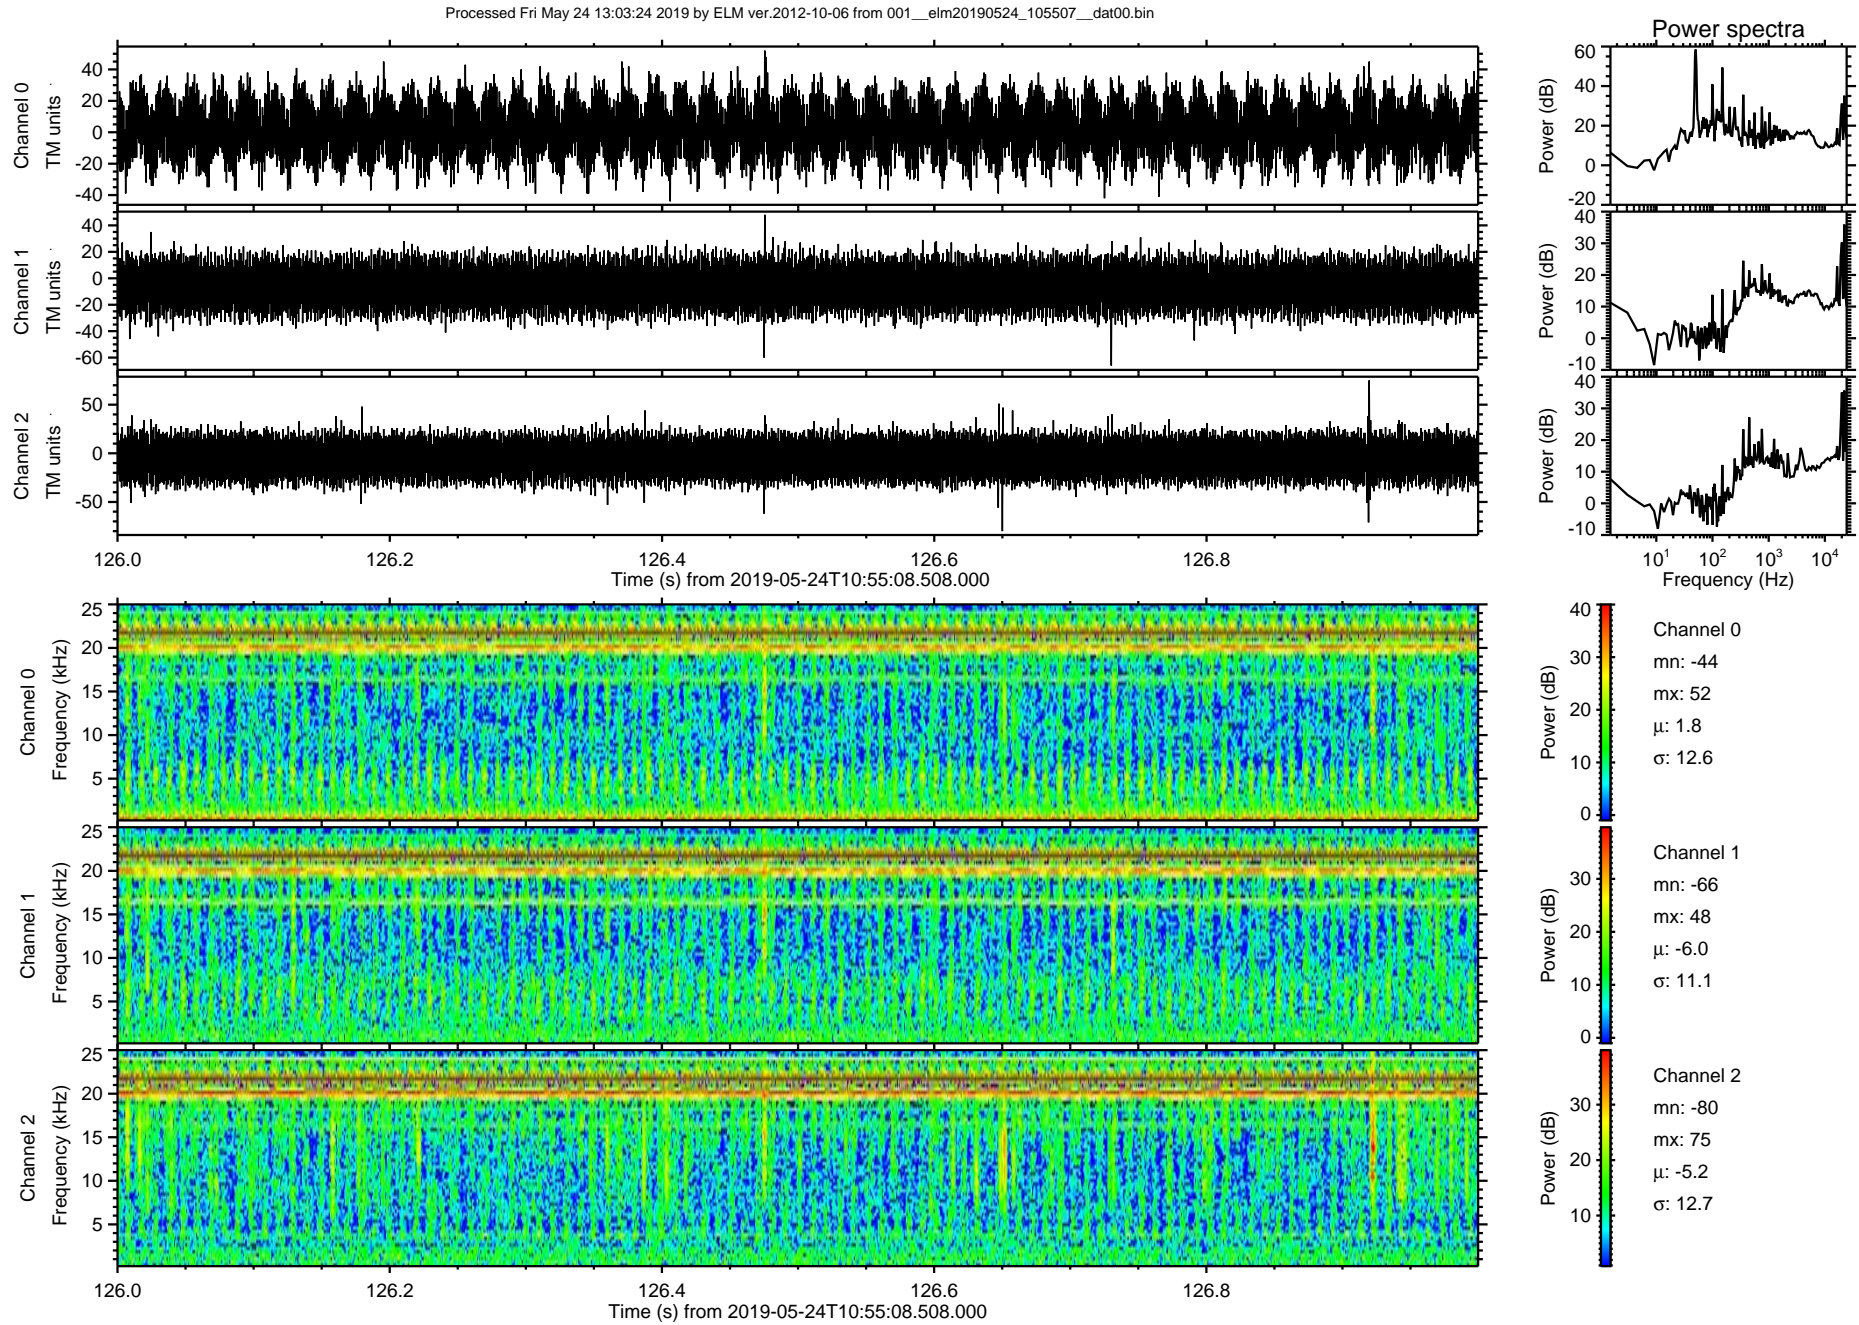 Processed Fri May 24 13:03:24 2019 by ELM ver.2012-10-06 from 001__elm20190524_105507__dat00.bin
Power spectra
Channel 0
TM units
40
20
0
-20
-40
Power (dB)
60
40
20
0
-20
Channel 1
TM units
40
20
0
-20
-40
-60
Power (dB)
40
30
20
10
0
-10
Channel 2
TM units
50
0
-50
Power (dB)
40
30
20
10
0
-10
126.0 126.2 126.4 126.6 126.8
Time (s) from 2019-05-24T10:55:08.508.000
10^1 10^2 10^3 10^4
Frequency (Hz)
Channel 0
Frequency (kHz)
25
20
15
10
5
Power (dB)
40
30
20
10
0
Channel 0
mn: -44
mx: 52
μ: 1.8
σ: 12.6
Channel 1
Frequency (kHz)
25
20
15
10
5
Power (dB)
30
20
10
0
Channel 1
mn: -66
mx: 48
μ: -6.0
σ: 11.1
Channel 2
Frequency (kHz)
25
20
15
10
5
Power (dB)
30
20
10
Channel 2
mn: -80
mx: 75
μ: -5.2
σ: 12.7
126.0 126.2 126.4 126.6 126.8
Time (s) from 2019-05-24T10:55:08.508.000